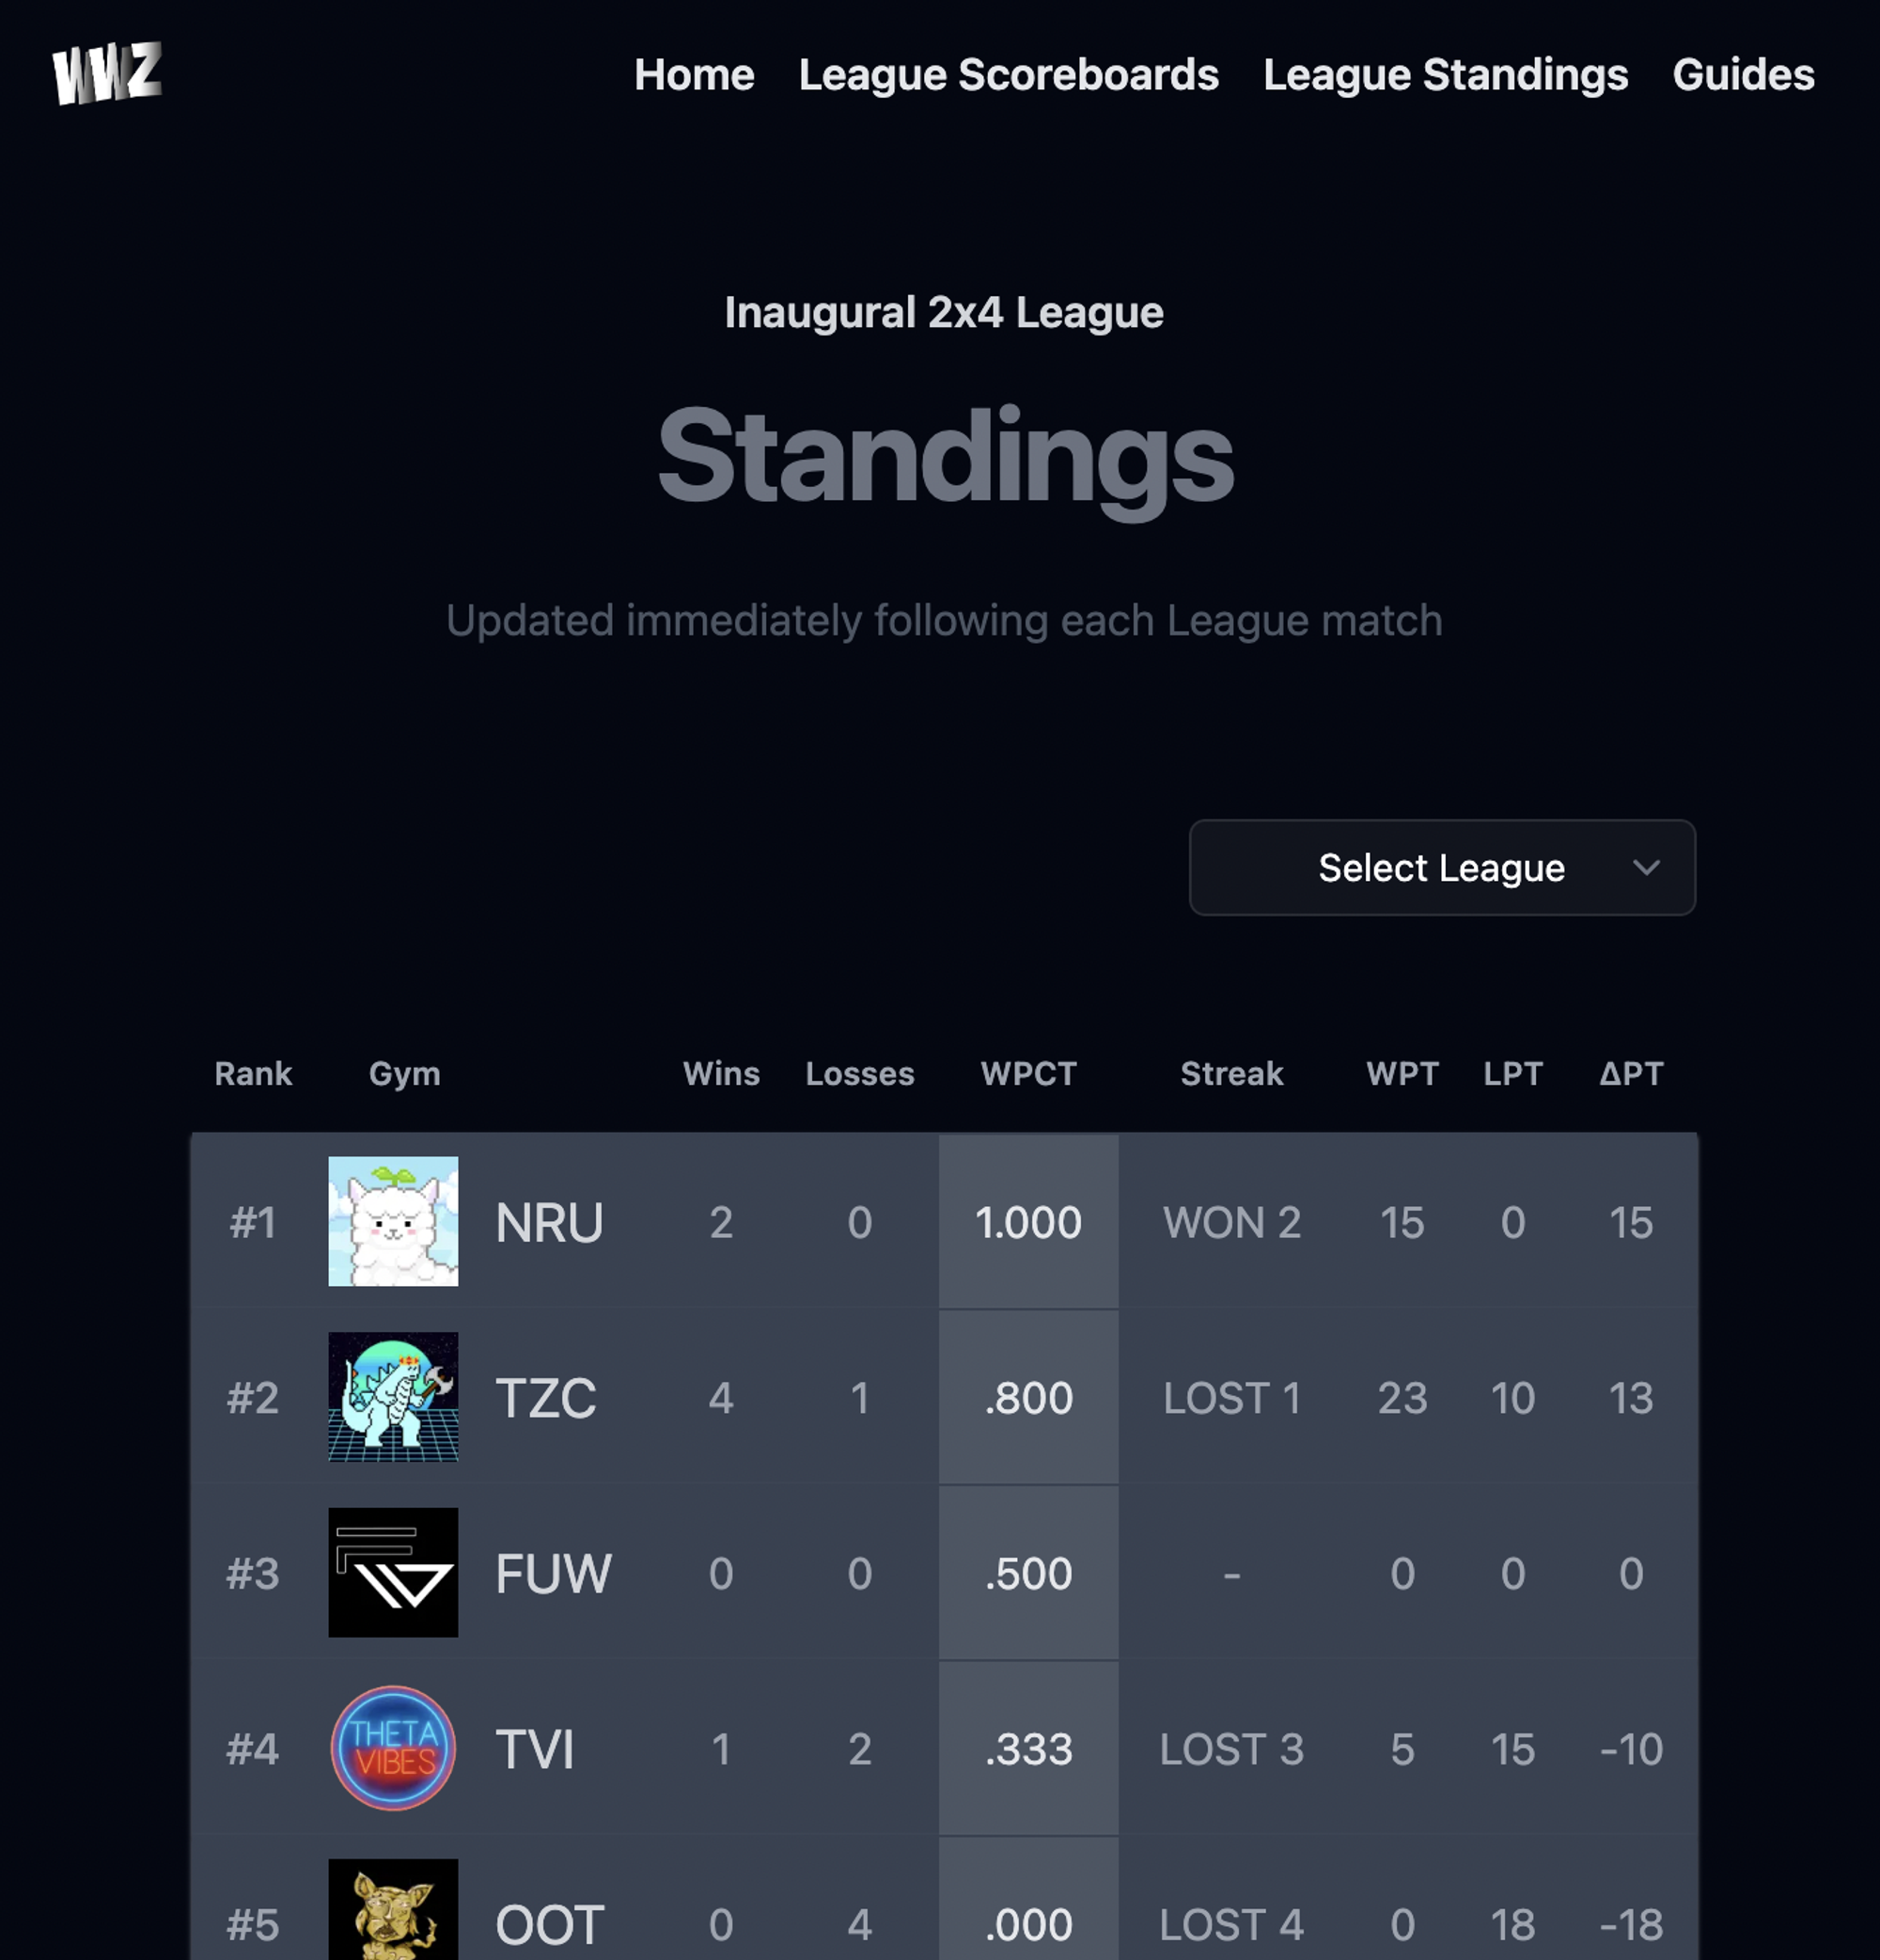 WWZ
Home League Scoreboards League Standings Guides
Inaugural 2x4 League
Standings
Updated immediately following each League match
Select League
Rank Gym Wins Losses WPCT Streak WPT LPT ΔPT
#1 NRU 2 0 1.000 WON 2 15 0 15
#2 TZC 4 1 .800 LOST 1 23 10 13
#3 FUW 0 0 .500 - 0 0 0
#4 THETA VIBES TVI 1 2 .333 LOST 3 5 15 -10
#5 OOT 0 4 .000 LOST 4 0 18 -18